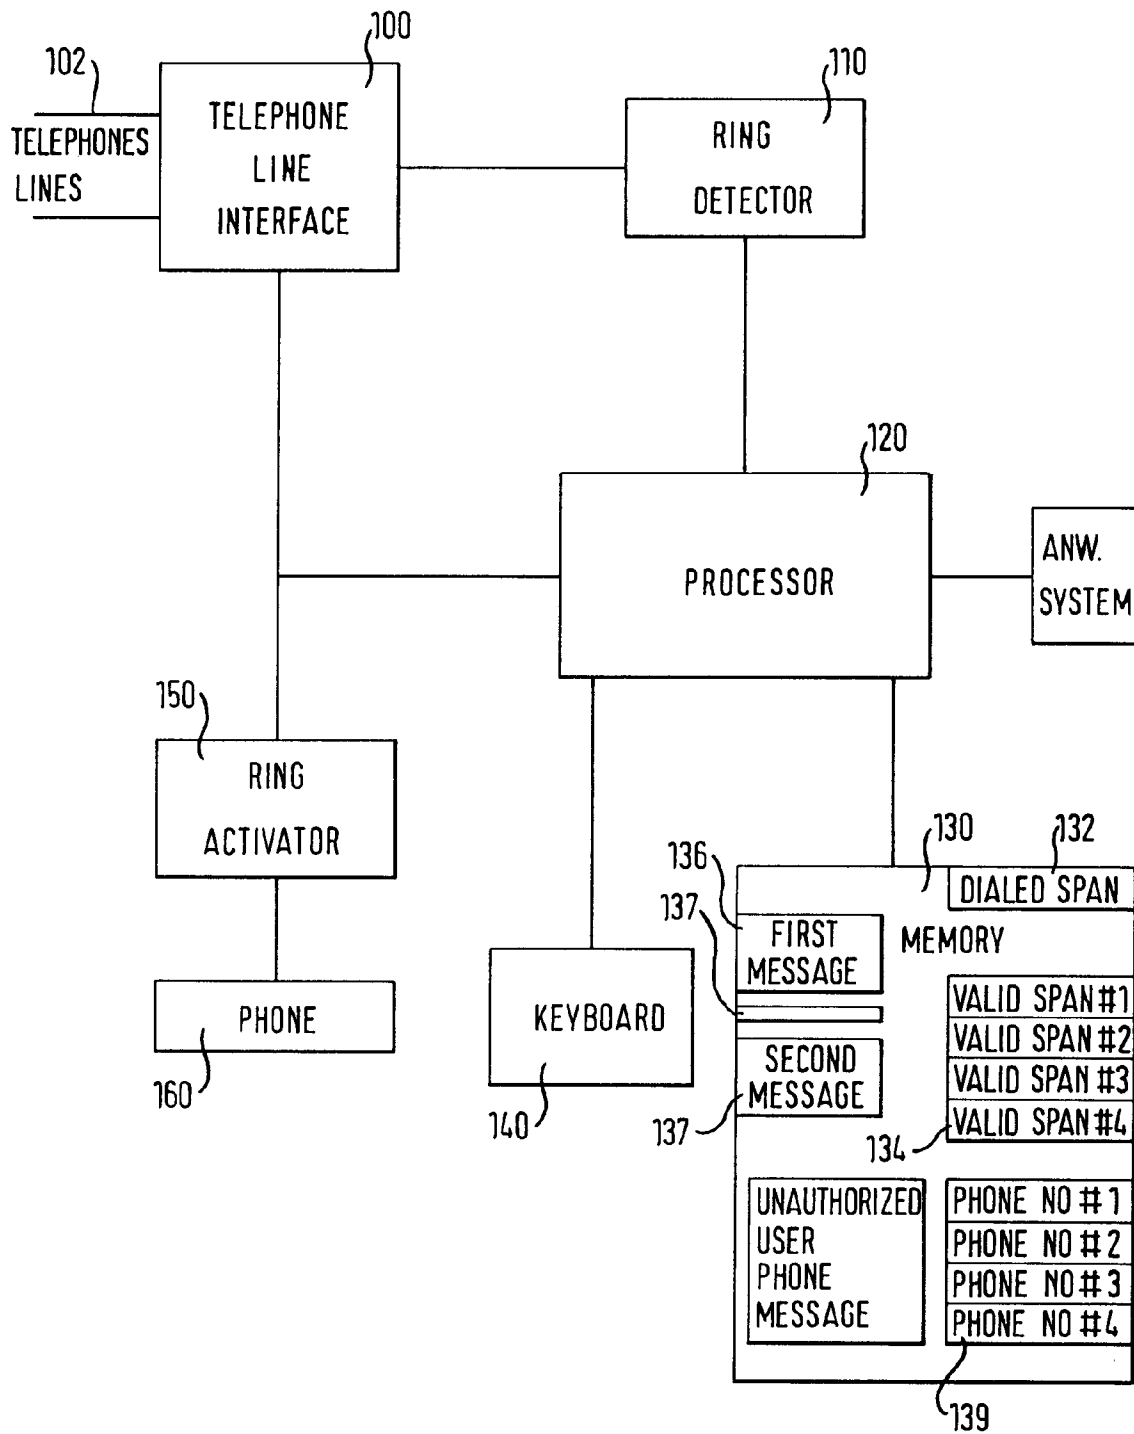 100
102
110
TELEPHONE
LINE
INTERFACE
TELEPHONES
LINES
RING
DETECTOR
120
PROCESSOR
ANW.
SYSTEM
150
RING
ACTIVATOR
130
132
136
DIALED SPAN
137
FIRST
MESSAGE
MEMORY
VALID SPAN #1
VALID SPAN #2
VALID SPAN #3
VALID SPAN #4
PHONE
KEYBOARD
SECOND
MESSAGE
160
140
137
134
UNAUTHORIZED
USER
PHONE
MESSAGE
PHONE NO #1
PHONE NO #2
PHONE NO #3
PHONE NO #4
139